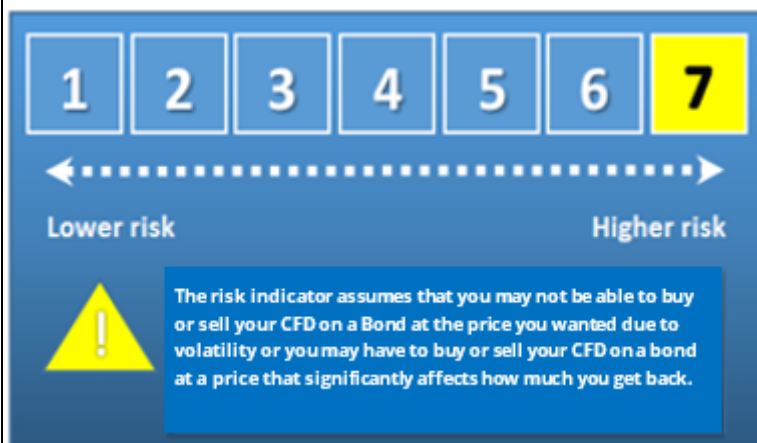 1 2 3 4 5 6 7
Lower risk Higher risk
!
The risk indicator assumes that you may not be able to buy
or sell your CFD on a Bond at the price you wanted due to
volatility or you may have to buy or sell your CFD on a bond
at a price that significantly affects how much you get back.